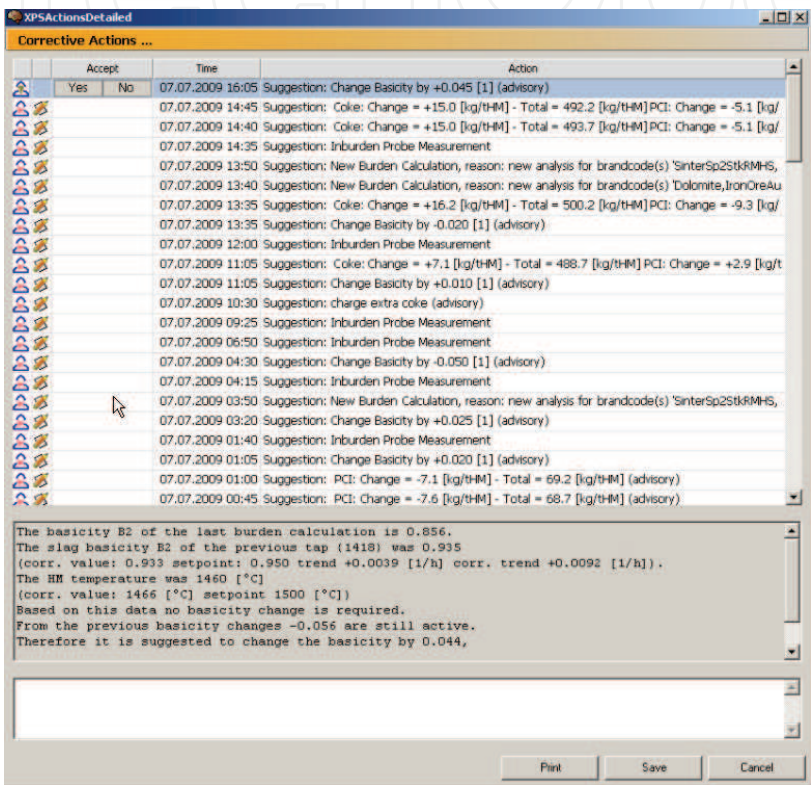 XPSActionsDetailed
Corrective Actions ...
Accept Time Action
Yes No 07.07.2009 16:05 Suggestion: Change Basicity by +0.045 [1] (advisory)
07.07.2009 14:45 Suggestion: Coke: Change = +15.0 [kg/tHM] - Total = 492.2 [kg/tHM] PCI: Change = -5.1 [kg/
07.07.2009 14:40 Suggestion: Coke: Change = +15.0 [kg/tHM] - Total = 493.7 [kg/tHM] PCI: Change = -5.1 [kg/
07.07.2009 14:35 Suggestion: Inburden Probe Measurement
07.07.2009 13:50 Suggestion: New Burden Calculation, reason: new analysis for brandcode(s) 'SinterSp2StkRMHS,
07.07.2009 13:40 Suggestion: New Burden Calculation, reason: new analysis for brandcode(s) 'Dolomite,IronOreAu
07.07.2009 13:35 Suggestion: Coke: Change = +16.2 [kg/tHM] - Total = 500.2 [kg/tHM] PCI: Change = -9.3 [kg/
07.07.2009 13:35 Suggestion: Change Basicity by -0.020 [1] (advisory)
07.07.2009 12:00 Suggestion: Inburden Probe Measurement
07.07.2009 11:05 Suggestion: Coke: Change = +7.1 [kg/tHM] - Total = 488.7 [kg/tHM] PCI: Change = +2.9 [kg/t
07.07.2009 11:05 Suggestion: Change Basicity by +0.010 [1] (advisory)
07.07.2009 10:30 Suggestion: charge extra coke (advisory)
07.07.2009 09:25 Suggestion: Inburden Probe Measurement
07.07.2009 06:50 Suggestion: Inburden Probe Measurement
07.07.2009 04:30 Suggestion: Change Basicity by -0.050 [1] (advisory)
07.07.2009 04:15 Suggestion: Inburden Probe Measurement
07.07.2009 03:50 Suggestion: New Burden Calculation, reason: new analysis for brandcode(s) 'SinterSp2StkRMHS,
07.07.2009 03:20 Suggestion: Change Basicity by +0.025 [1] (advisory)
07.07.2009 01:40 Suggestion: Inburden Probe Measurement
07.07.2009 01:05 Suggestion: Change Basicity by +0.020 [1] (advisory)
07.07.2009 01:00 Suggestion: PCI: Change = -7.1 [kg/tHM] - Total = 69.2 [kg/tHM] (advisory)
07.07.2009 00:45 Suggestion: PCI: Change = -7.6 [kg/tHM] - Total = 68.7 [kg/tHM] (advisory)
The basicity B2 of the last burden calculation is 0.856.
The slag basicity B2 of the previous tap (1418) was 0.935
(corr. value: 0.933 setpoint: 0.950 trend +0.0039 [1/h] corr. trend +0.0092 [1/h]).
The HM temperature was 1460 [°C]
(corr. value: 1466 [°C] setpoint 1500 [°C])
Based on this data no basicity change is required.
From the previous basicity changes -0.056 are still active.
Therefore it is suggested to change the basicity by 0.044,
Print Save Cancel